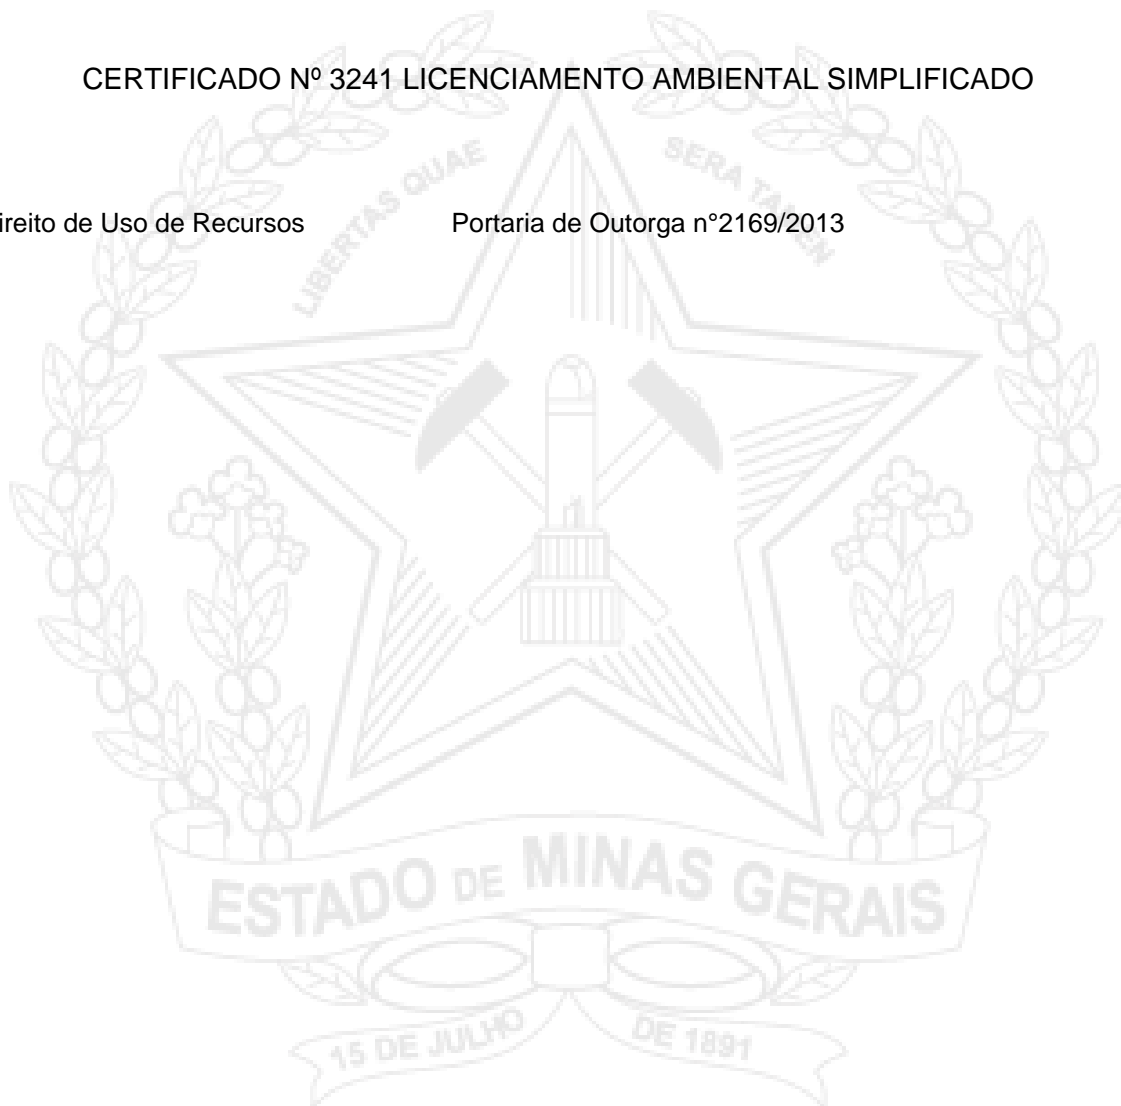 CERTIFICADO Nº 3241 LICENCIAMENTO AMBIENTAL SIMPLIFICADO
LIBERTAS QUAE SERA TAMEN
ireito de Uso de Recursos Portaria de Outorga n°2169/2013
ESTADO DE MINAS GERAIS
15 DE JULHO DE 1891